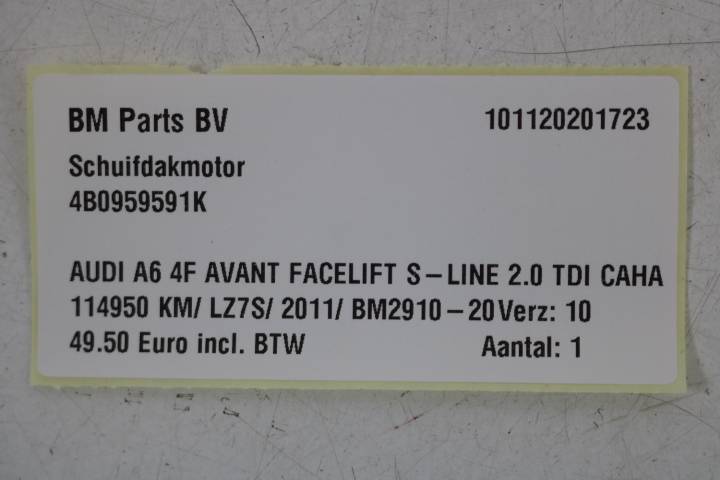 BM Parts BV 101120201723
Schuifdakmotor
4B0959591K
AUDI A6 4F AVANT FACELIFT S-LINE 2.0 TDI CAHA
114950 KM/ LZ7S/ 2011/ BM2910-20 Verz: 10
49.50 Euro incl. BTW Aantal: 1